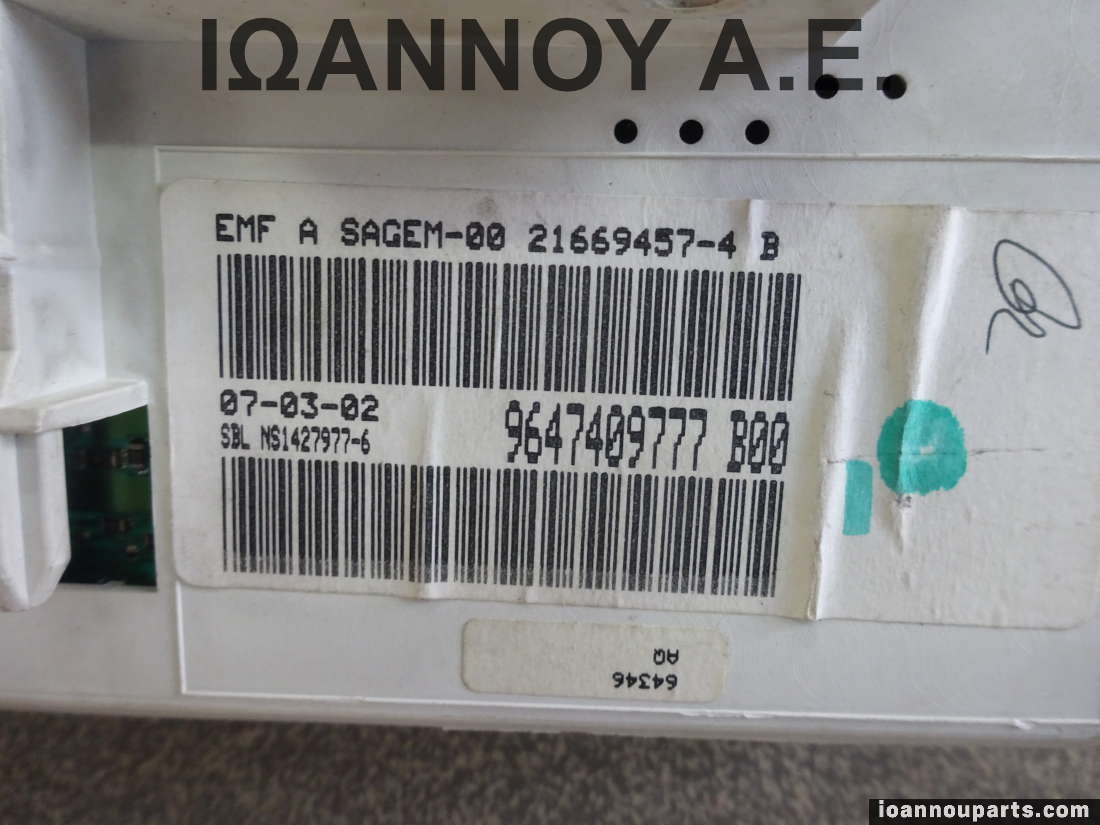 ΙΩΑΝΝΟΥ Α.Ε.
EMF A SAGEM-00 21669457-4 B
07-03-02
SBL NS1427977-6
9647409777 B00
64346
AQ
ioannouparts.com